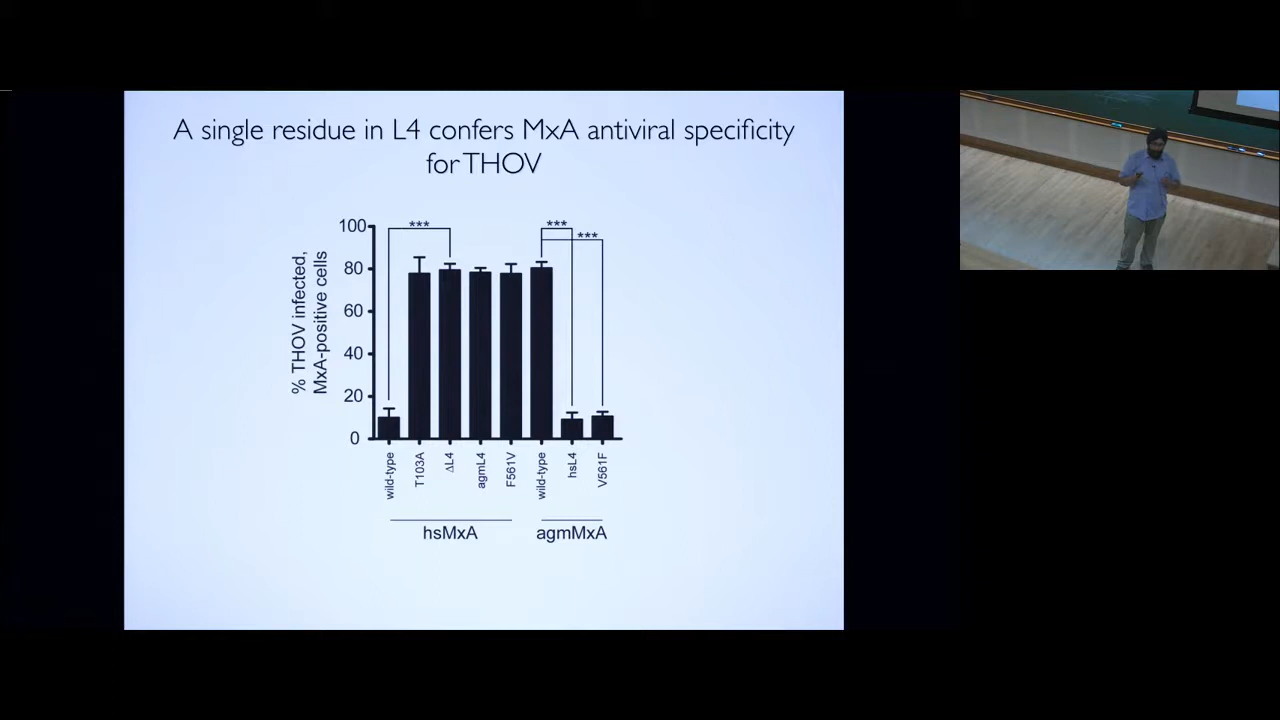 A single residue in L4 confers MxA antiviral specificity
for THOV
% THOV infected,
MxA-positive cells
100
80
60
40
20
0
***
***
***
wild-type
T103A
ΔL4
agmL4
F561V
wild-type
hsL4
V561F
hsMxA
agmMxA